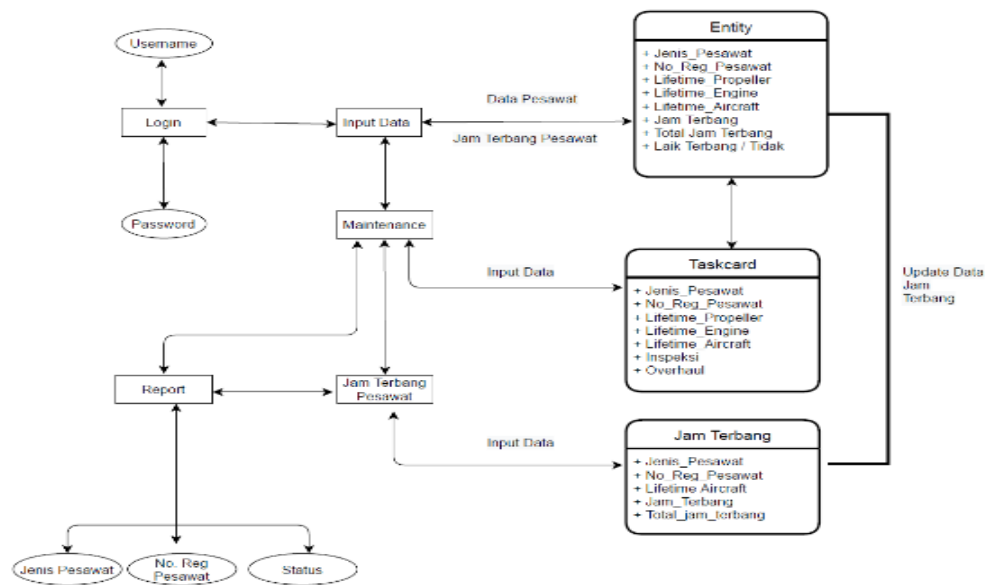 Entity
+ Jenis_Pesawat
+ No_Reg_Pesawat
+ Lifetime_Propeller
+ Lifetime_Engine
+ Lifetime_Aircraft
+ Jam Terbang
+ Total Jam Terbang
+ Laik Terbang / Tidak
Username
Login
Password
Input Data
Data Pesawat
Jam Terbang Pesawat
Maintenance
Input Data
Taskcard
+ Jenis_Pesawat
+ No_Reg_Pesawat
+ Lifetime_Propeller
+ Lifetime_Engine
+ Lifetime_Aircraft
+ Inspeksi
+ Overhaul
Update Data
Jam
Terbang
Report
Jam Terbang
Pesawat
Input Data
Jam Terbang
+ Jenis_Pesawat
+ No_Reg_Pesawat
+ Lifetime Aircraft
+ Jam_Terbang
+ Total_jam_terbang
Jenis Pesawat
No. Reg
Pesawat
Status